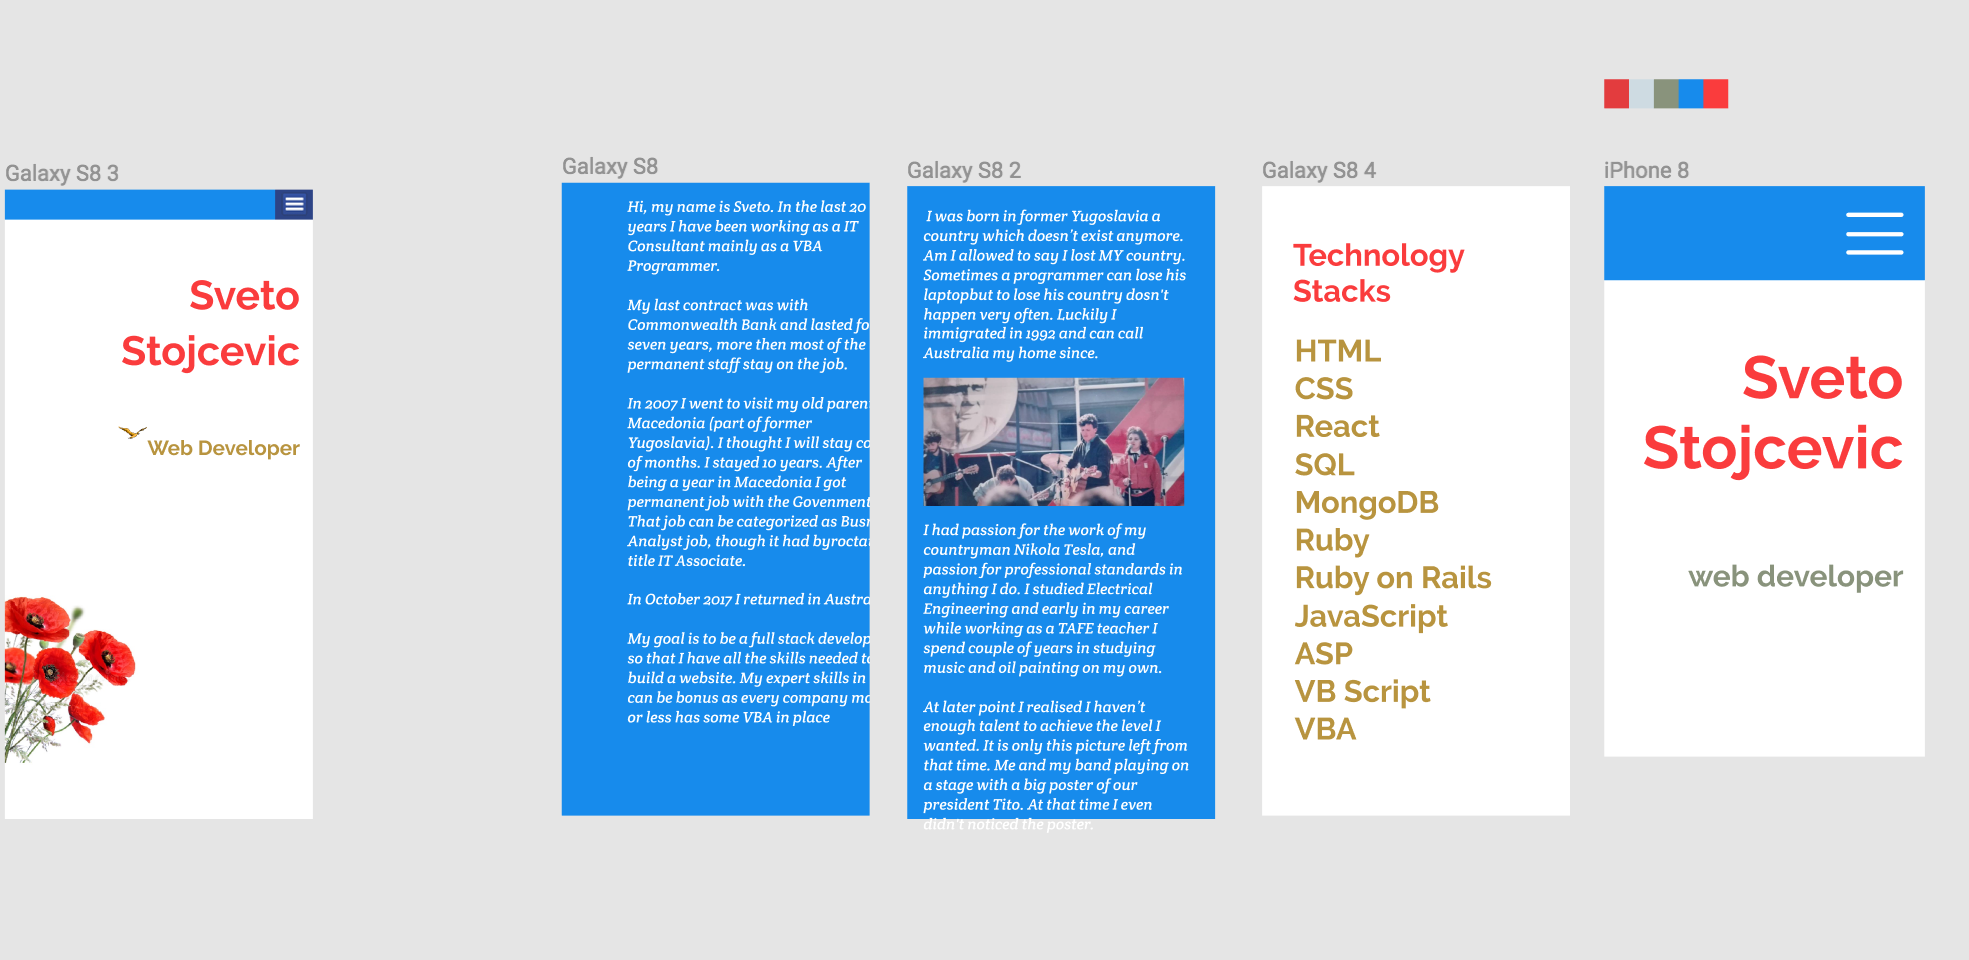 Galaxy S8 3
Sveto
Stojcevic
Web Developer
Galaxy S8
Hi, my name is Sveto. In the last 20
years I have been working as a IT
Consultant mainly as a VBA
Programmer.
My last contract was with
Commonwealth Bank and lasted fo
seven years, more then most of the
permanent staff stay on the job.
In 2007 I went to visit my old paren
Macedonia (part of former
Yugoslavia). I thought I will stay co
of months. I stayed 10 years. After
being a year in Macedonia I got
permanent job with the Govenment
That job can be categorized as Busi
Analyst job, though it had byrocta
title IT Associate.
In October 2017 I returned in Austra
My goal is to be a full stack develop
so that I have all the skills needed to
build a website. My expert skills in
can be bonus as every company mo
or less has some VBA in place
Galaxy S8 2
I was born in former Yugoslavia a
country which doesn't exist anymore.
Am I allowed to say I lost MY country.
Sometimes a programmer can lose his
laptopbut to lose his country dosn't
happen very often. Luckily I
immigrated in 1992 and can call
Australia my home since.
I had passion for the work of my
countryman Nikola Tesla, and
passion for professional standards in
anything I do. I studied Electrical
Engineering and early in my career
while working as a TAFE teacher I
spend couple of years in studying
music and oil painting on my own.
At later point I realised I haven't
enough talent to achieve the level I
wanted. It is only this picture left from
that time. Me and my band playing on
a stage with a big poster of our
president Tito. At that time I even
didn't noticed the poster.
Galaxy S8 4
Technology
Stacks
HTML
CSS
React
SQL
MongoDB
Ruby
Ruby on Rails
JavaScript
ASP
VB Script
VBA
iPhone 8
Sveto
Stojcevic
web developer